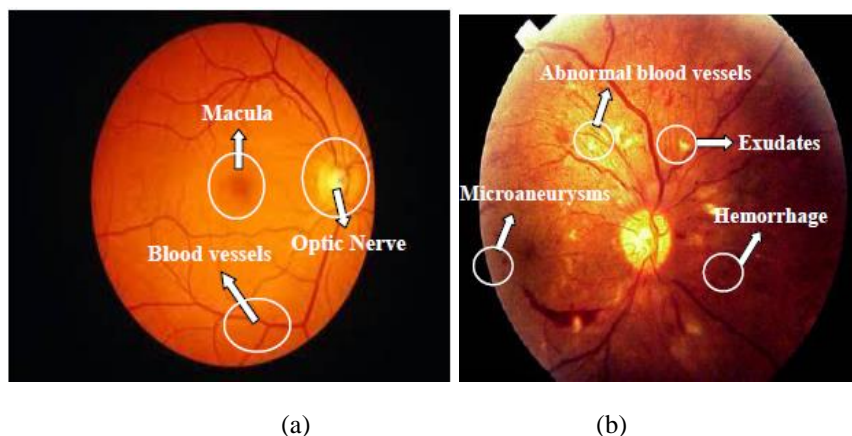 Macula
Optic Nerve
Blood vessels
Abnormal blood vessels
Exudates
Microaneurysms
Hemorrhage
(a)
(b)